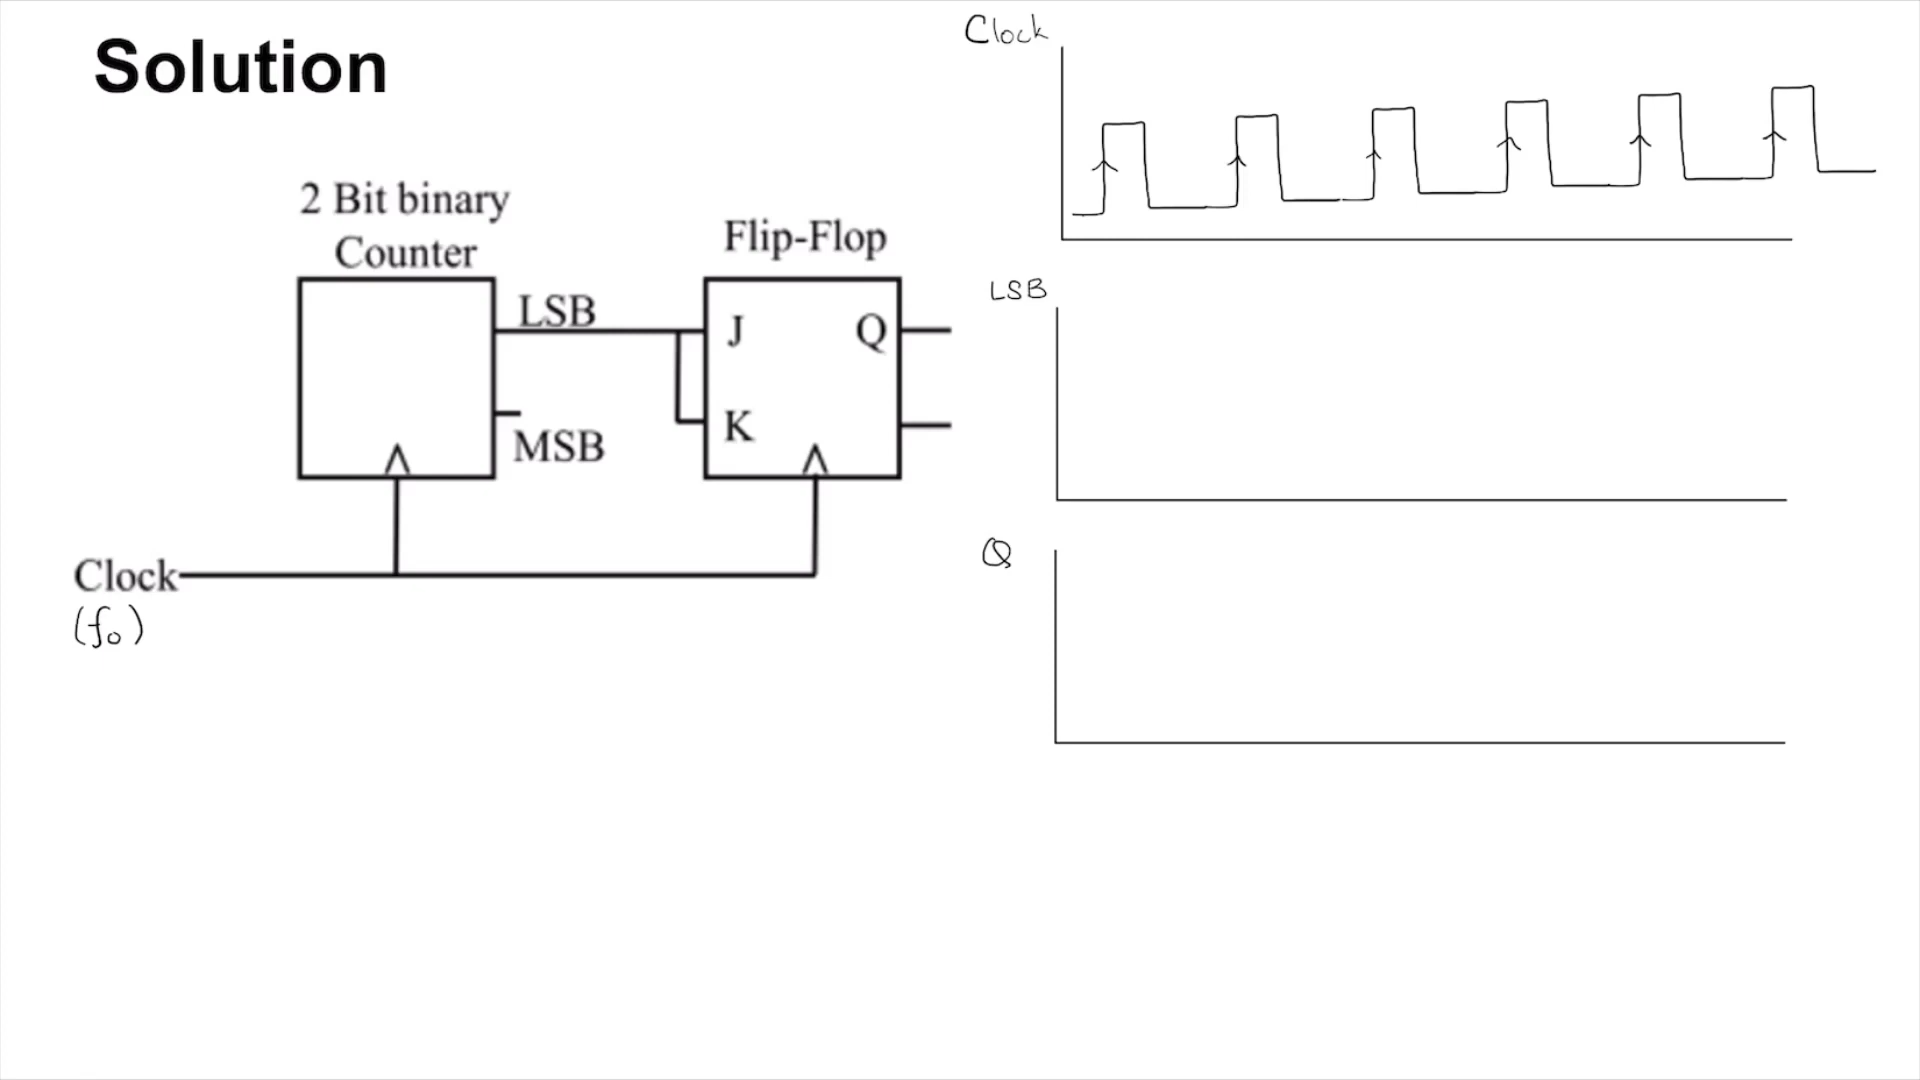 Solution
2 Bit binary
Counter
LSB
MSB
Flip-Flop
J
Q
K
Clock
(f₀)
Clock
LSB
Q